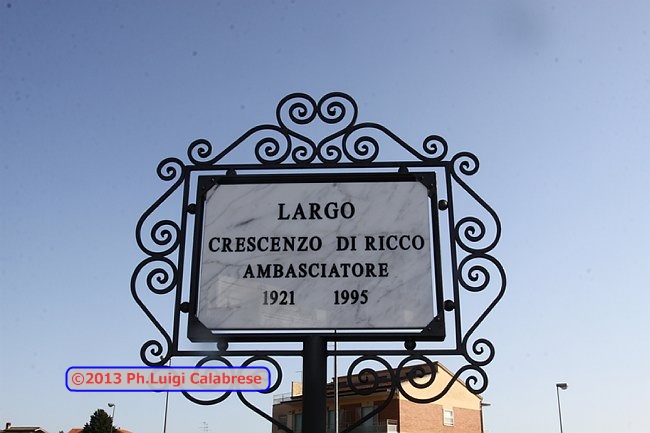 LARGO
CRESCENZO DI RICCO
AMBASCIATORE
1921 1995
©2013 Ph.Luigi Calabrese